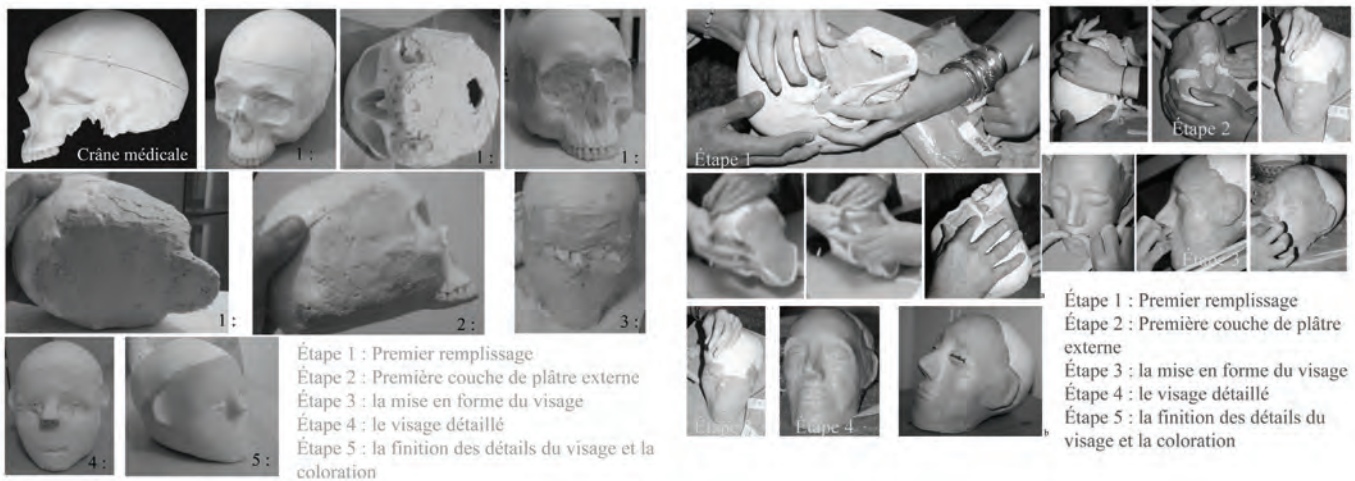 Crâne médicale
1 :
1 :
1 :
1 :
2 :
3 :
4 :
5 :
Étape 1 : Premier remplissage
Étape 2 : Première couche de plâtre externe
Étape 3 : la mise en forme du visage
Étape 4 : le visage détaillé
Étape 5 : la finition des détails du visage et la
coloration
Étape 1
Étape 2
Étape 3
a
Étape 4
b
Étape 1 : Premier remplissage
Étape 2 : Première couche de plâtre
externe
Étape 3 : la mise en forme du visage
Étape 4 : le visage détaillé
Étape 5 : la finition des détails du
visage et la coloration